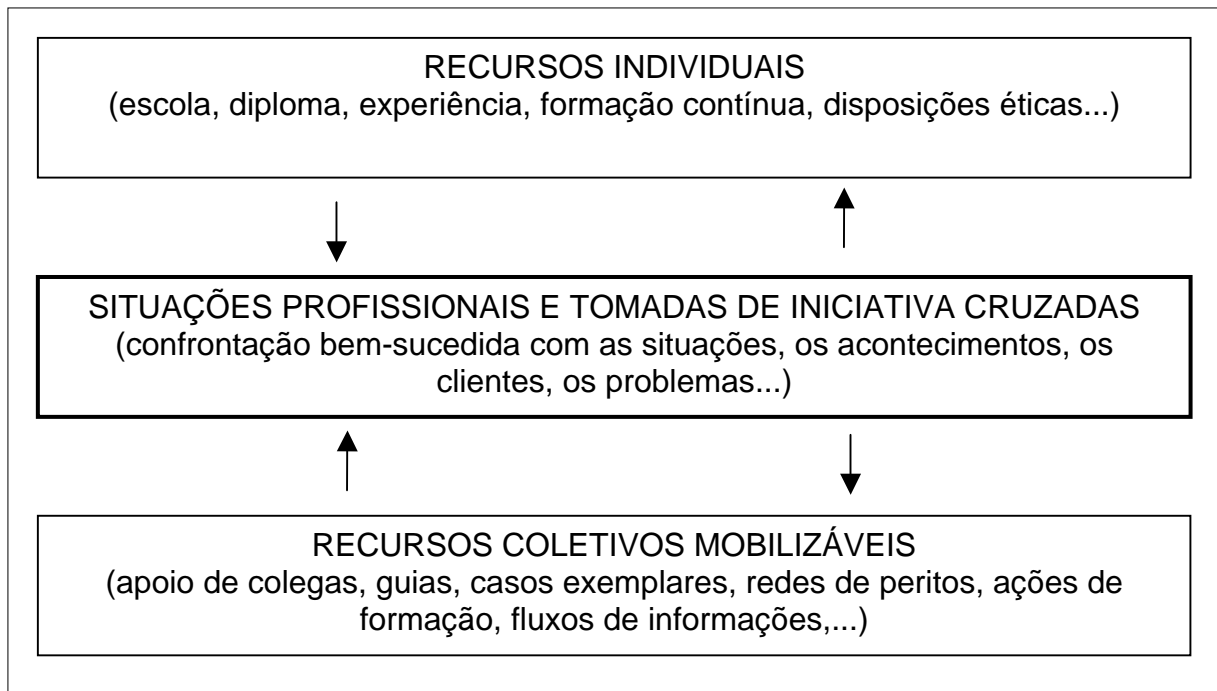 RECURSOS INDIVIDUAIS
(escola, diploma, experiência, formação contínua, disposições éticas...)
SITUAÇÕES PROFISSIONAIS E TOMADAS DE INICIATIVA CRUZADAS
(confrontação bem-sucedida com as situações, os acontecimentos, os
clientes, os problemas...)
RECURSOS COLETIVOS MOBILIZÁVEIS
(apoio de colegas, guias, casos exemplares, redes de peritos, ações de
formação, fluxos de informações,...)